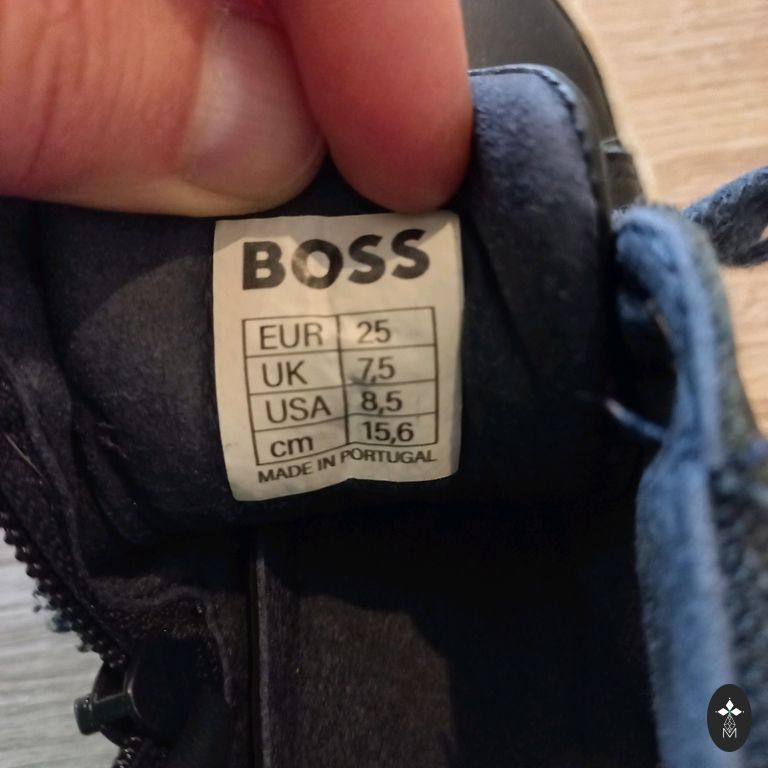 BOSS
EUR 25
UK 7,5
USA 8,5
cm 15,6
MADE IN PORTUGAL
M